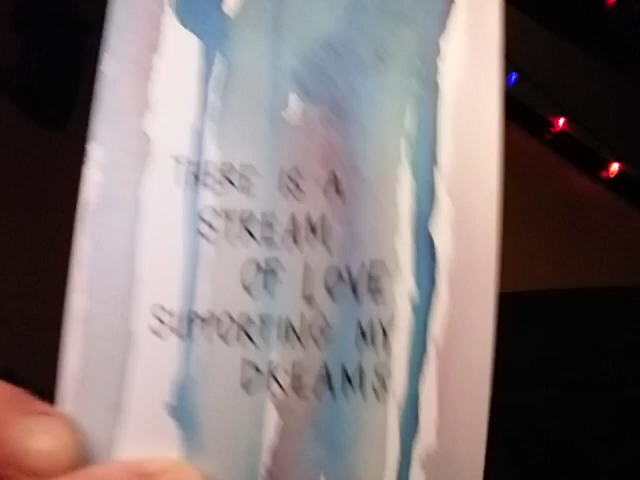 THERE IS A
STREAM
OF LOVE
SUPPORTING MY
DREAMS